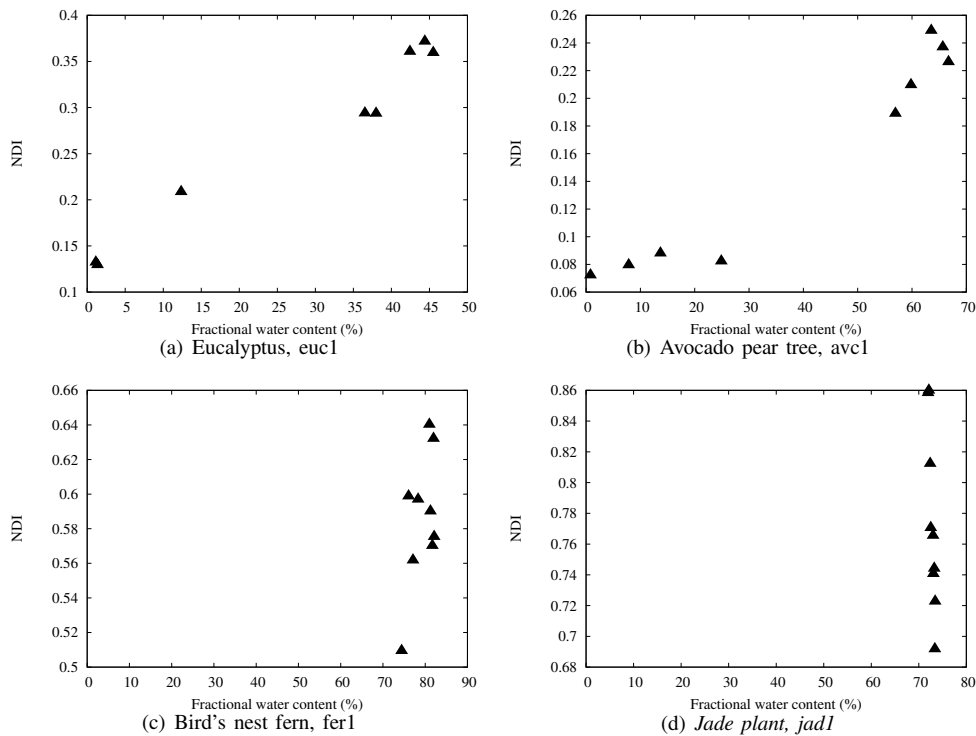 0.4
0.35
0.3
0.25
0.2
0.15
0.1
NDI
0 5 10 15 20 25 30 35 40 45 50
Fractional water content (%)
(a) Eucalyptus, euc1
0.26
0.24
0.22
0.2
0.18
0.16
0.14
0.12
0.1
0.08
0.06
NDI
0 10 20 30 40 50 60 70
Fractional water content (%)
(b) Avocado pear tree, avc1
0.66
0.64
0.62
0.6
0.58
0.56
0.54
0.52
0.5
NDI
0 10 20 30 40 50 60 70 80 90
Fractional water content (%)
(c) Bird's nest fern, fer1
0.86
0.84
0.82
0.8
0.78
0.76
0.74
0.72
0.7
0.68
NDI
0 10 20 30 40 50 60 70 80
Fractional water content (%)
(d) Jade plant, jad1